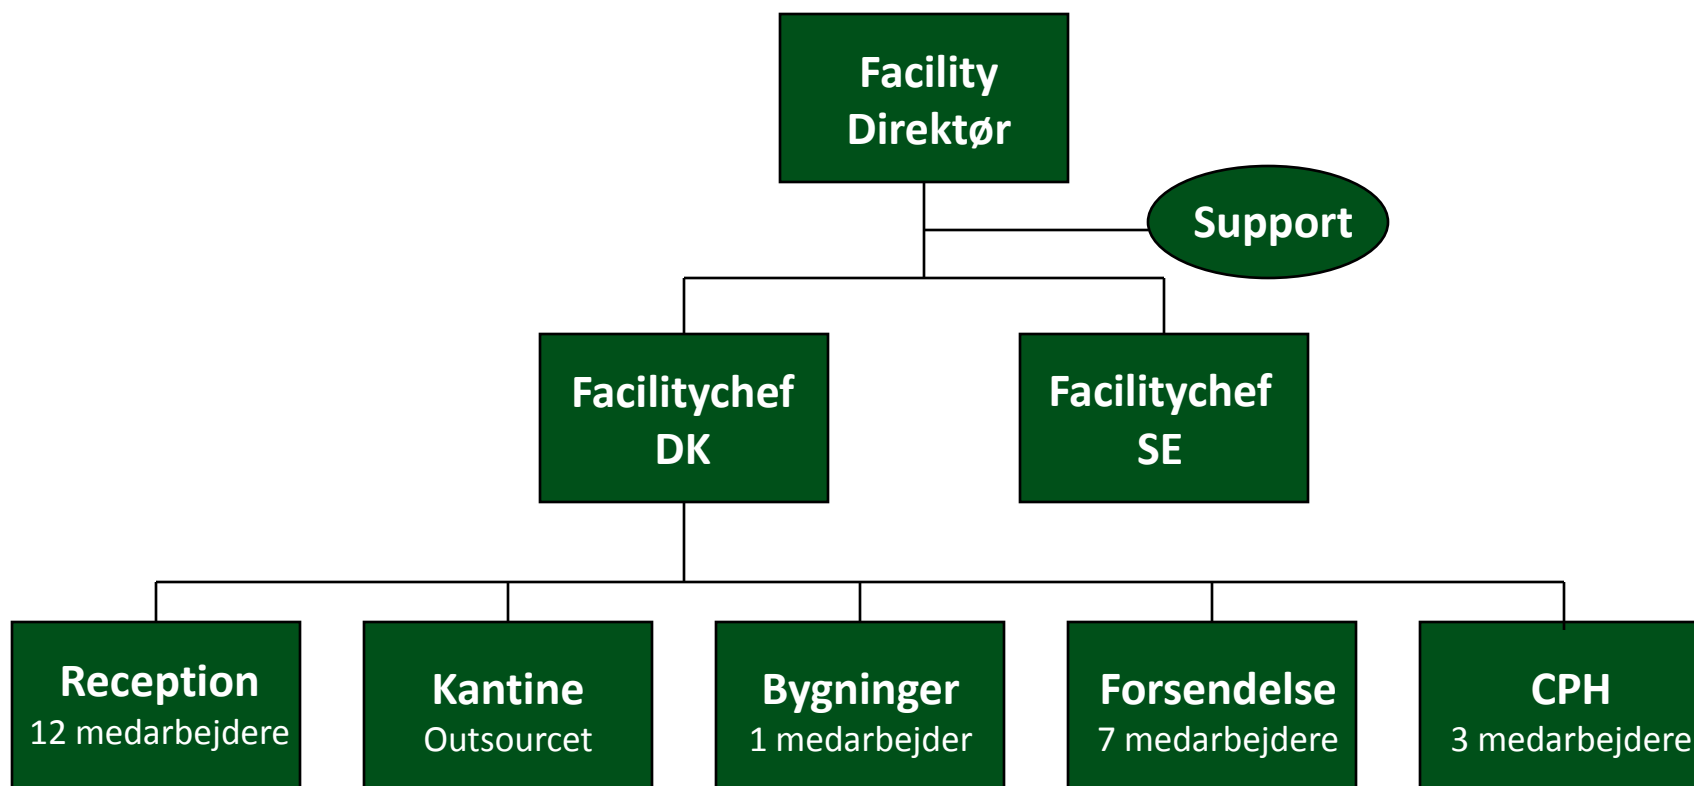 Facility
Direktør
Support
Facilitychef
DK
Facilitychef
SE
Reception
12 medarbejdere
Kantine
Outsourcet
Bygninger
1 medarbejder
Forsendelse
7 medarbejdere
CPH
3 medarbejdere